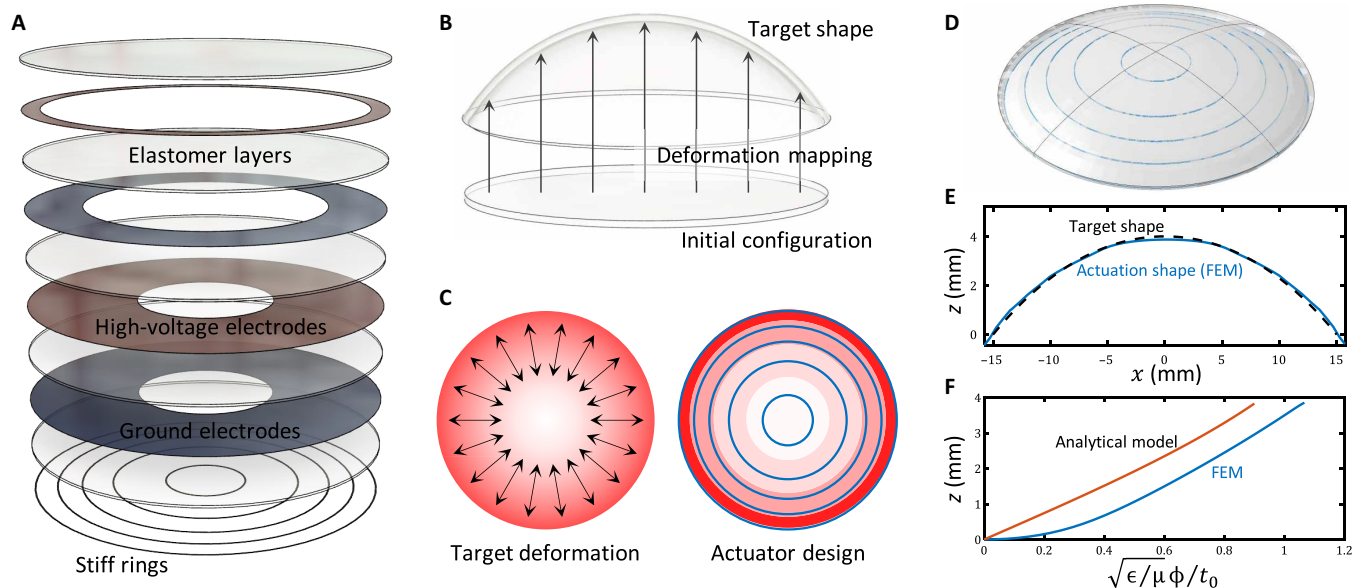 A
Elastomer layers
High-voltage electrodes
Ground electrodes
Stiff rings
B
Target shape
Deformation mapping
Initial configuration
C
Target deformation
Actuator design
D
E
Target shape
Actuation shape (FEM)
z (mm)
4
2
0
−15
−10
−5
0
5
10
15
x (mm)
F
Analytical model
FEM
z (mm)
4
3
2
1
0
0
0.2
0.4
0.6
0.8
1
1.2
√ϵ/μ ϕ/t₀